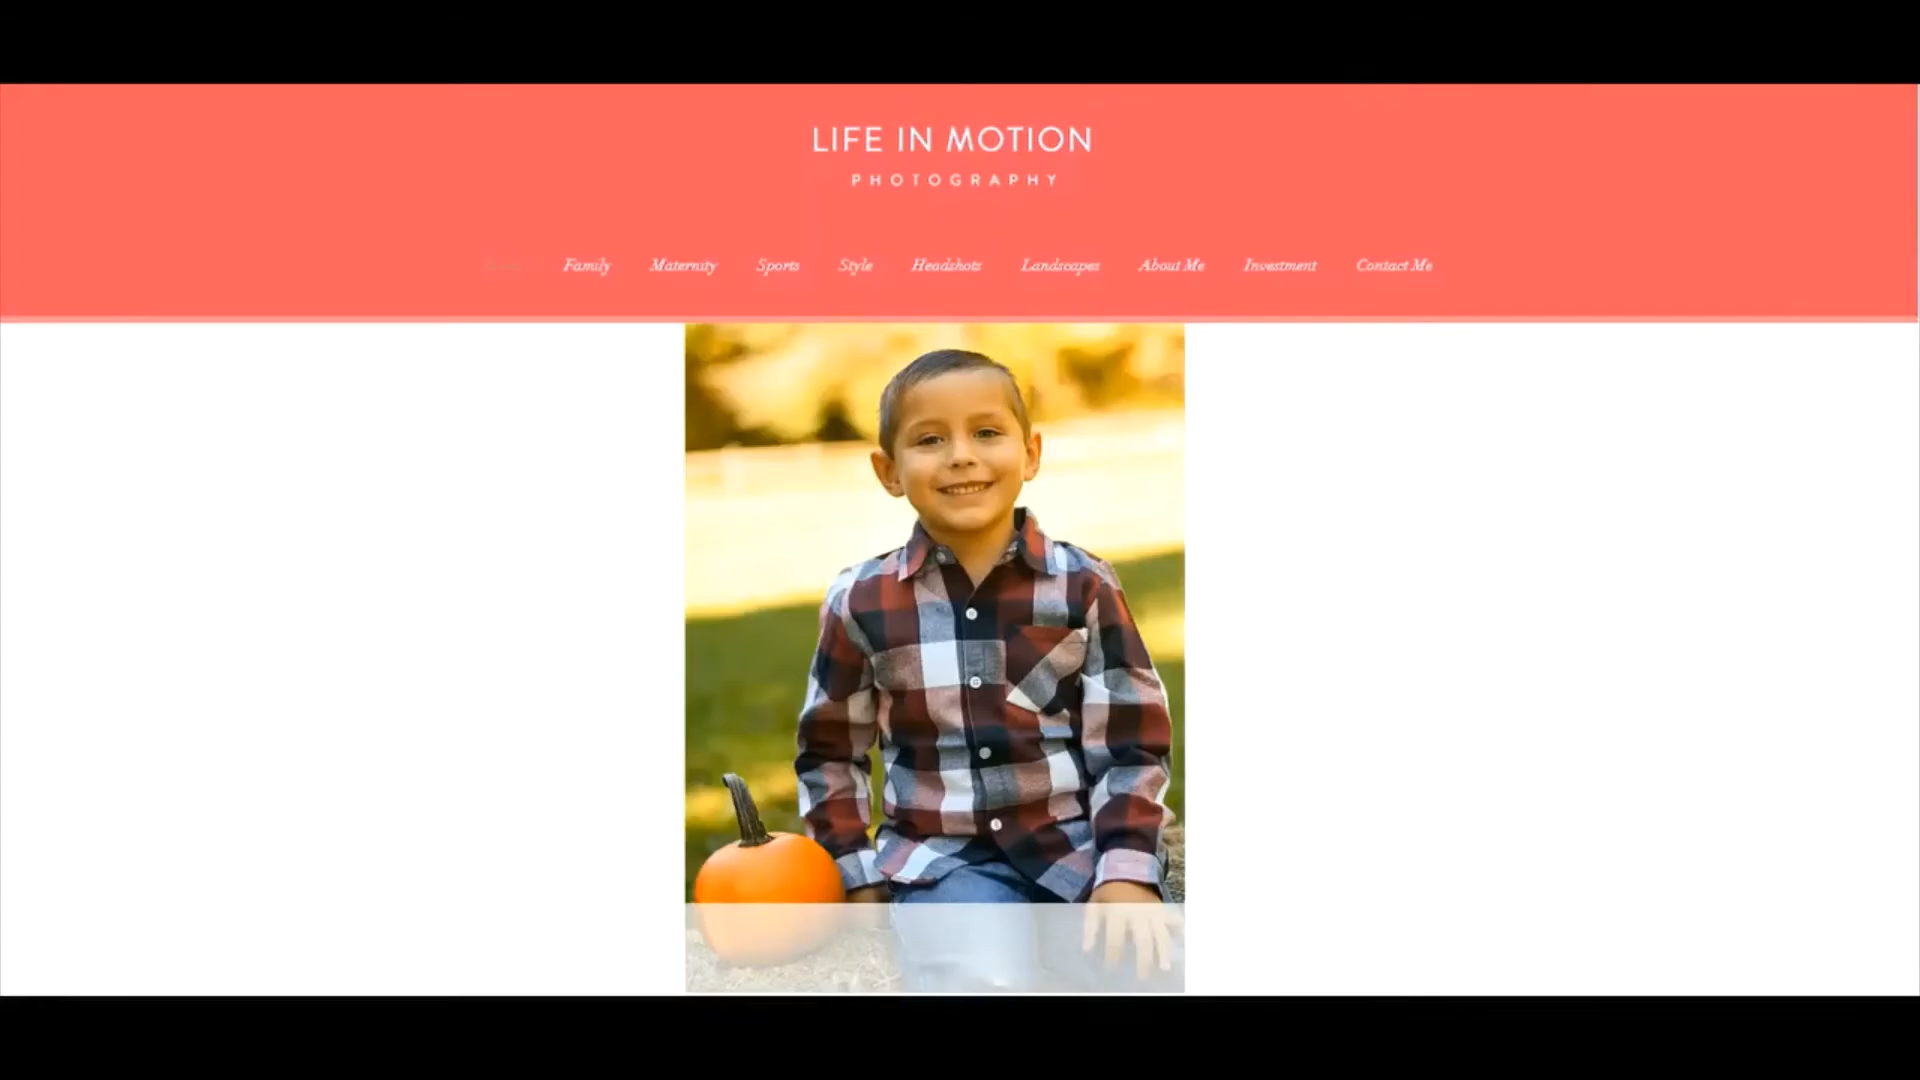 LIFE IN MOTION
PHOTOGRAPHY
Family Maternity Sports Style Headshots Landscapes About Me Investment Contact Me